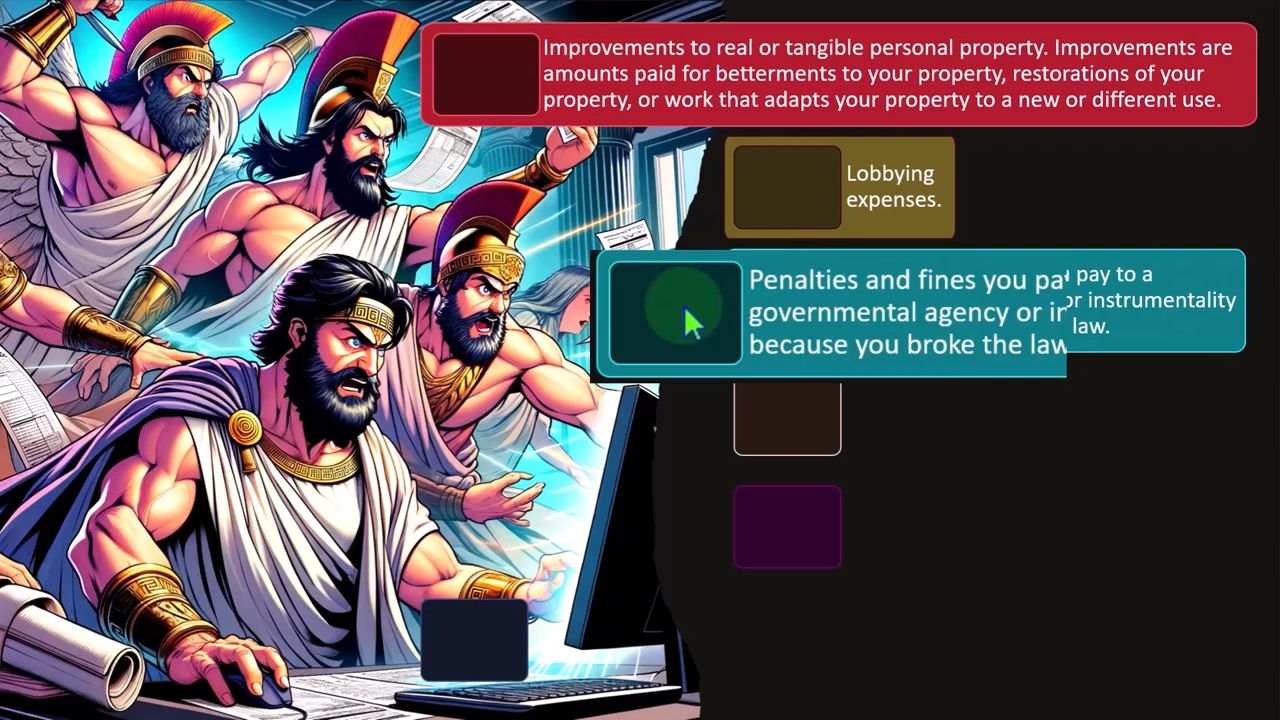 Improvements to real or tangible personal property. Improvements are
amounts paid for betterments to your property, restorations of your
property, or work that adapts your property to a new or different use.
Lobbying
expenses.
Penalties and fines you pa pay to a
governmental agency or in or instrumentality
because you broke the law law.